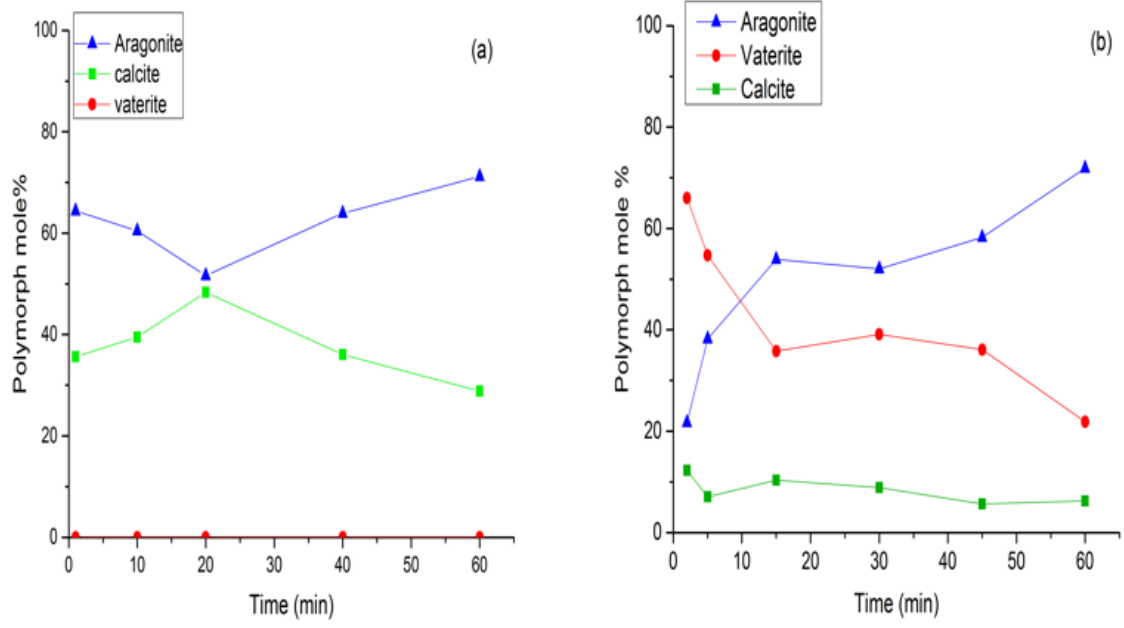 Aragonite
calcite
vaterite
(a)
100
80
60
40
20
0
Polymorph mole%
0 10 20 30 40 50 60
Time (min)
Aragonite
Vaterite
Calcite
(b)
100
80
60
40
20
0
Polymorph mole %
0 10 20 30 40 50 60
Time (min)